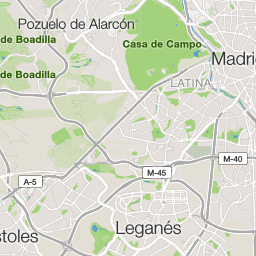 Pozuelo de Alarcón
de Boadilla
Casa de Campo
Madri
de Boadilla
LATINA
M-40
M-45
A-5
Leganés
stoles